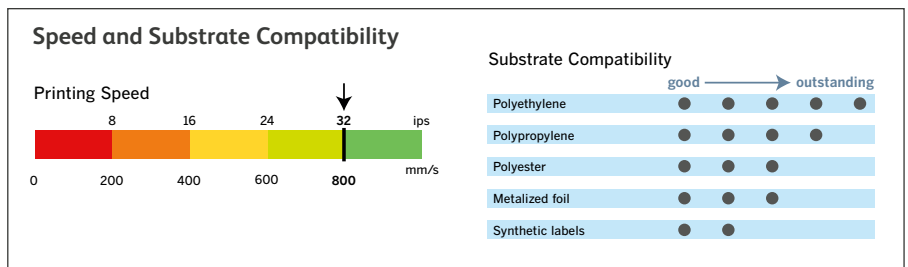 Speed and Substrate Compatibility
Printing Speed
8 16 24 32 ips
0 200 400 600 800 mm/s
Substrate Compatibility
good outstanding
Polyethylene
Polypropylene
Polyester
Metalized foil
Synthetic labels